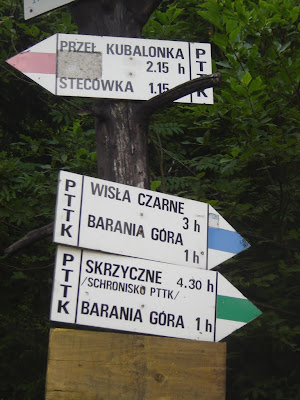 PRZEŁ KUBALONKA
2.15 h
STECÓWKA 1.15
PTTK
PTTK
WISŁA CZARNE
3 h
BARANIA GÓRA
1 h
PTTK
SKRZYCZNE 4.30 h
/SCHRONISKO PTTK/
BARANIA GÓRA 1 h